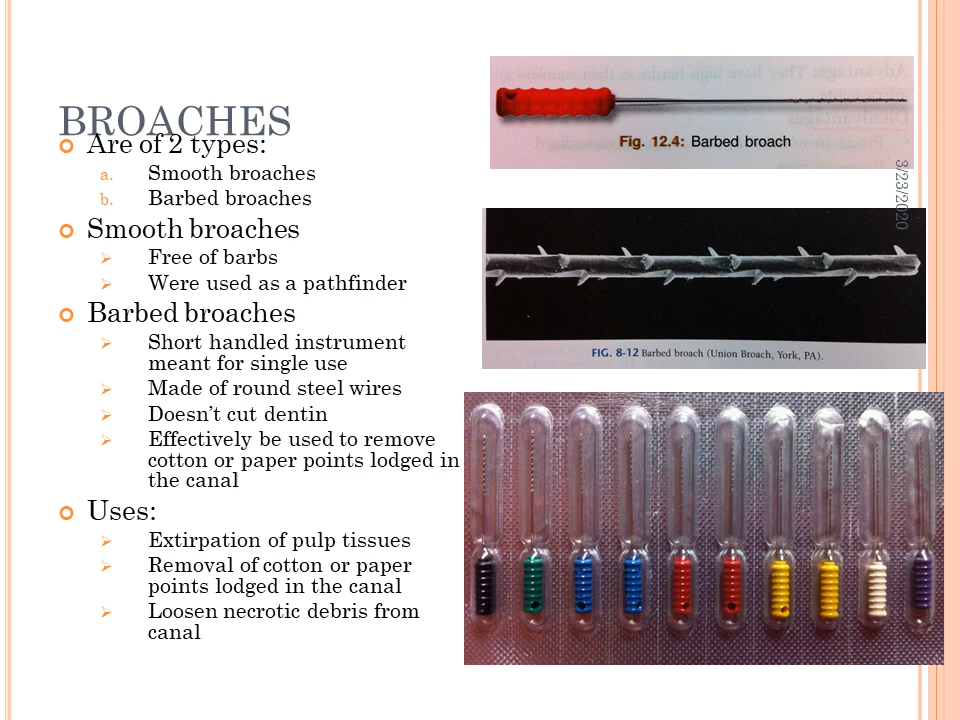 BROACHES
Are of 2 types:
a. Smooth broaches
b. Barbed broaches
Smooth broaches
Free of barbs
Were used as a pathfinder
Barbed broaches
Short handled instrument
meant for single use
Made of round steel wires
Doesn't cut dentin
Effectively be used to remove
cotton or paper points lodged in
the canal
Uses:
Extirpation of pulp tissues
Removal of cotton or paper
points lodged in the canal
Loosen necrotic debris from
canal
Fig. 12.4: Barbed broach
3/23/2020
FIG. 8-12 Barbed broach (Union Broach, York, PA).